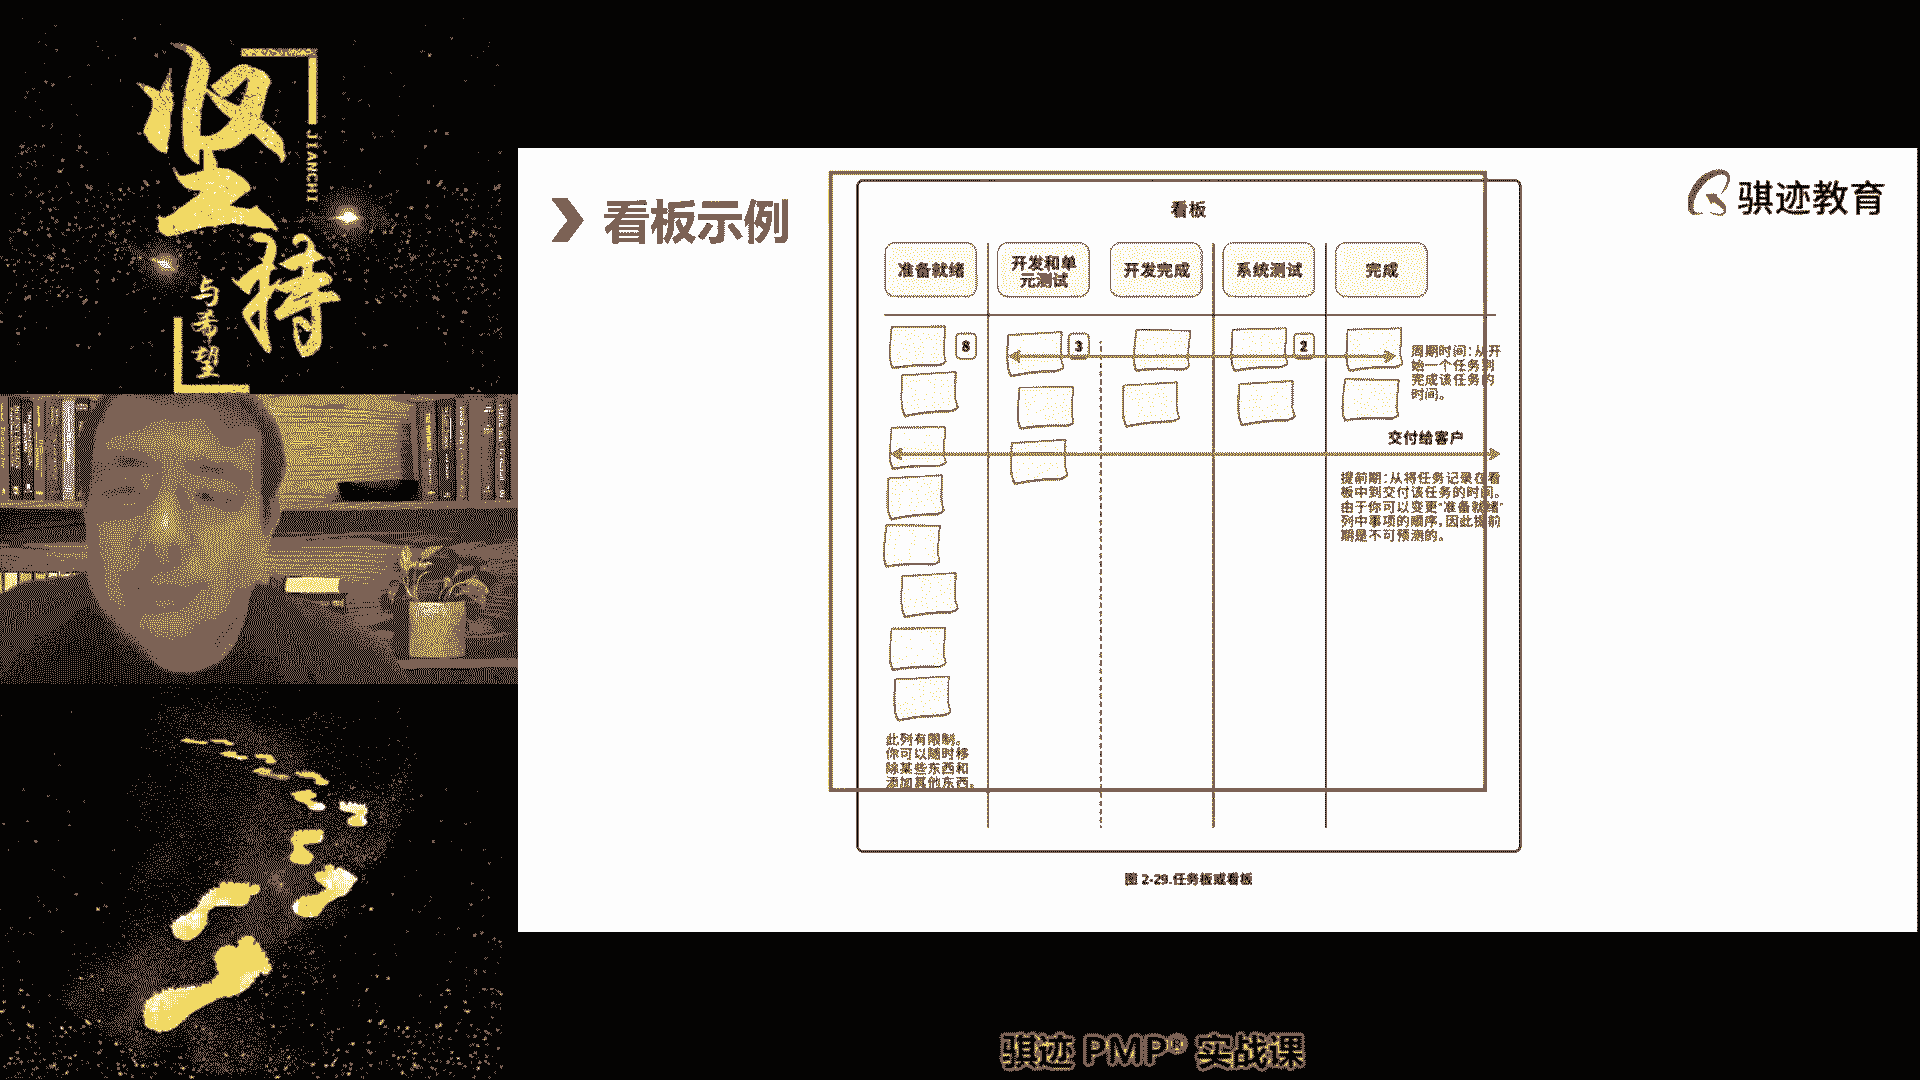 坚持
JIANCHI
与希望
看板示例
骐迹教育
看板
准备就绪
开发和单
元测试
开发完成
系统测试
完成
8
3
2
周期时间：从开
始一个任务到
完成该任务的
时间。
交付给客户
提前期：从将任务记录在看
板中到交付该任务的时间。
由于你可以变更“准备就绪”
列中事项的顺序，因此提前
期是不可预测的。
此列有限制。
你可以随时移
除某些东西和
添加其他东西。
图 2-29.任务板或看板
骐迹 PMP® 实战课